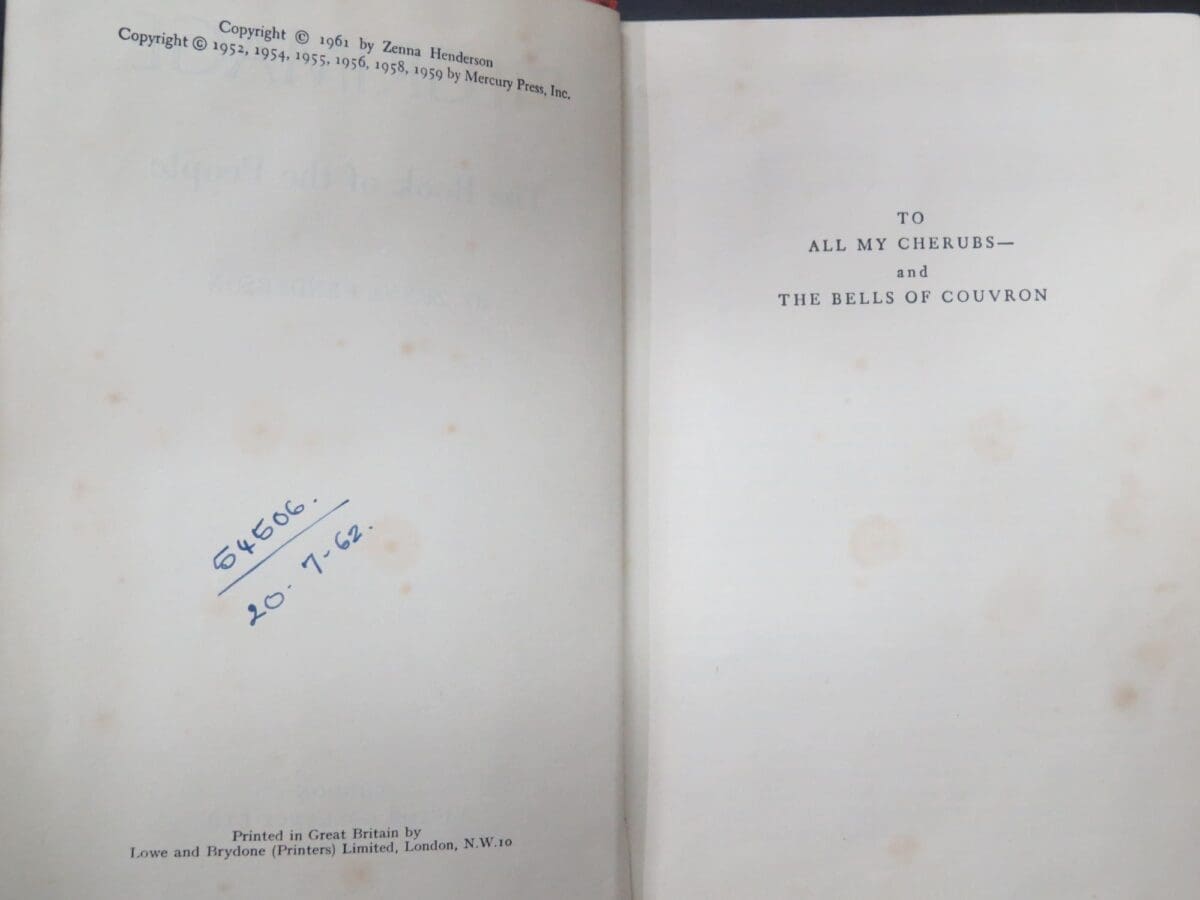 Copyright © 1961 by Zenna Henderson
Copyright © 1952, 1954, 1955, 1956, 1958, 1959 by Mercury Press, Inc.
54506.
20-7-62.
Printed in Great Britain by
Lowe and Brydone (Printers) Limited, London, N.W.10
TO
ALL MY CHERUBS—
and
THE BELLS OF COUVRON